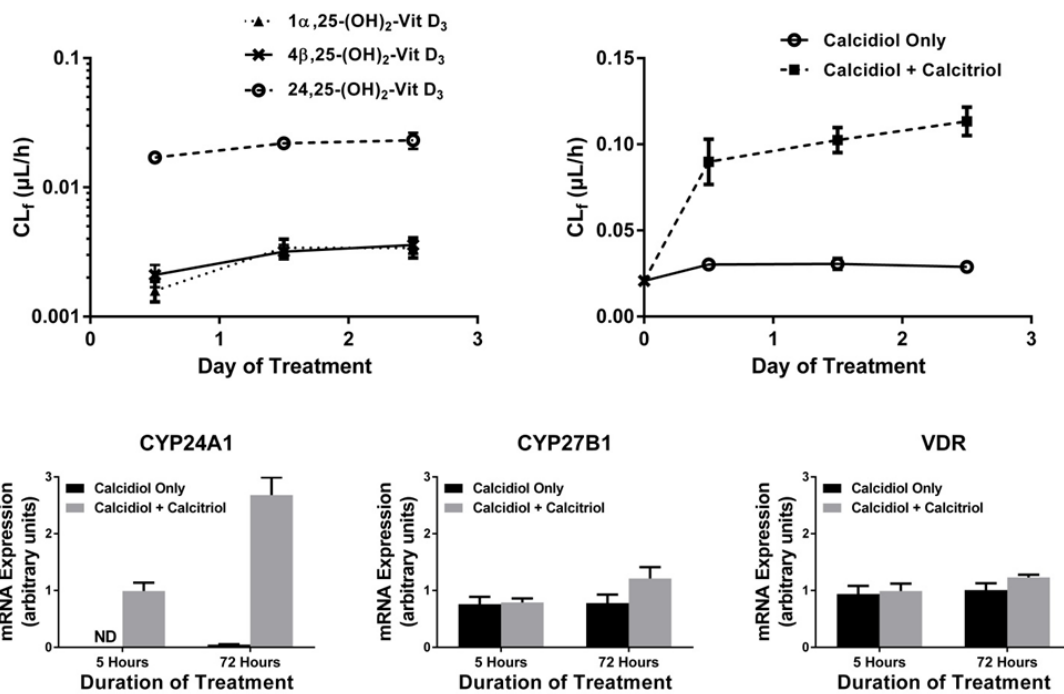 1α,25-(OH)₂-Vit D₃
4β,25-(OH)₂-Vit D₃
24,25-(OH)₂-Vit D₃
0.1
0.01
0.001
CLf (µL/h)
0 1 2 3
Day of Treatment
Calcidiol Only
Calcidiol + Calcitriol
0.15
0.10
0.05
0.00
CLf (µL/h)
0 1 2 3
Day of Treatment
CYP24A1
Calcidiol Only
Calcidiol + Calcitriol
mRNA Expression
(arbitrary units)
3
2
1
0
ND
5 Hours 72 Hours
Duration of Treatment
CYP27B1
Calcidiol Only
Calcidiol + Calcitriol
mRNA Expression
(arbitrary units)
3
2
1
0
5 Hours 72 Hours
Duration of Treatment
VDR
Calcidiol Only
Calcidiol + Calcitriol
mRNA Expression
(arbitrary units)
3
2
1
0
5 Hours 72 Hours
Duration of Treatment